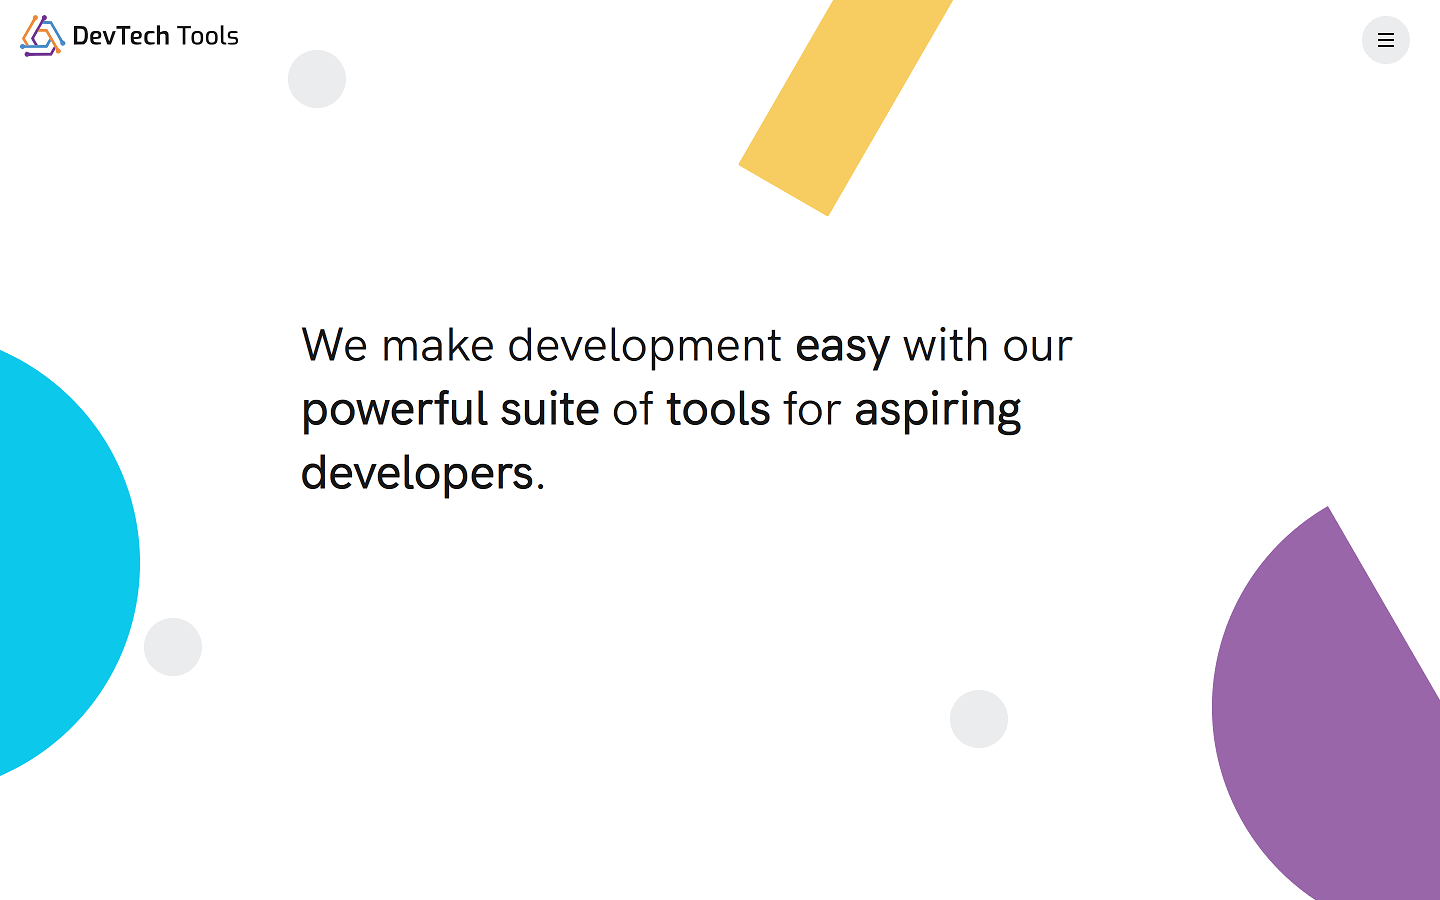 DevTech Tools
We make development easy with our
powerful suite of tools for aspiring
developers.